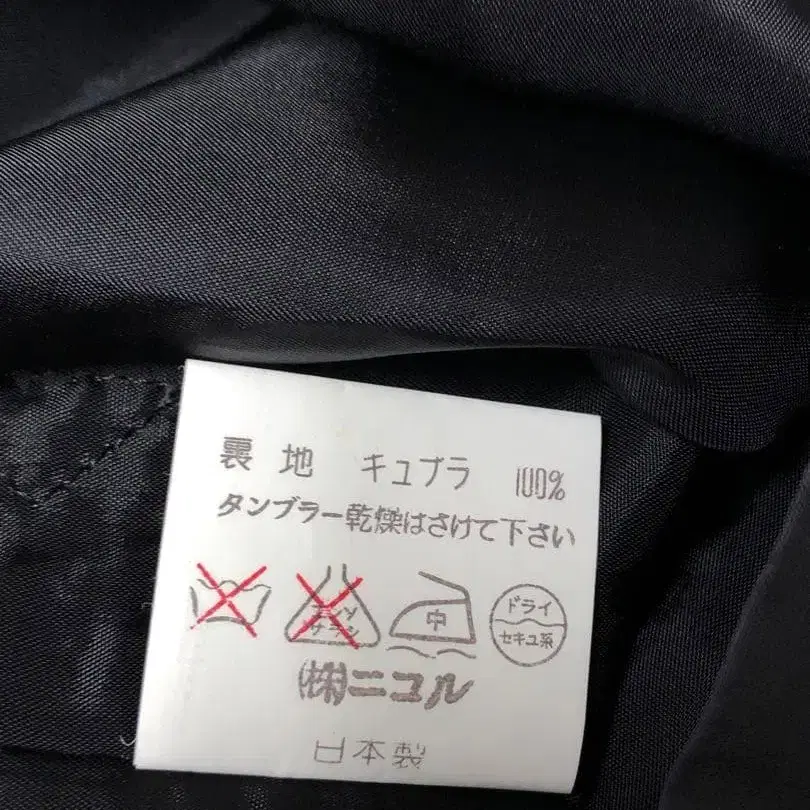 裏地 キュプラ 100%
タンブラー乾燥はさけて下さい
エンソ
サラシ
中
ドライ
セキユ系
(株)ニコル
日本製